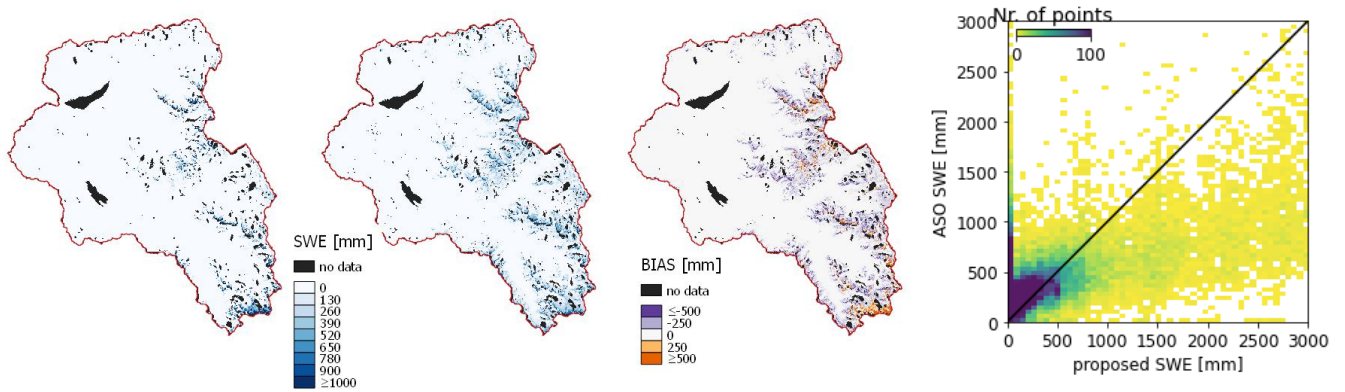 SWE [mm]
no data
0
130
260
390
520
650
780
900
≥1000
BIAS [mm]
no data
≤-500
-250
0
250
≥500
Nr. of points
0 100
3000
2500
2000
1500
1000
500
0
ASO SWE [mm]
0 500 1000 1500 2000 2500 3000
proposed SWE [mm]